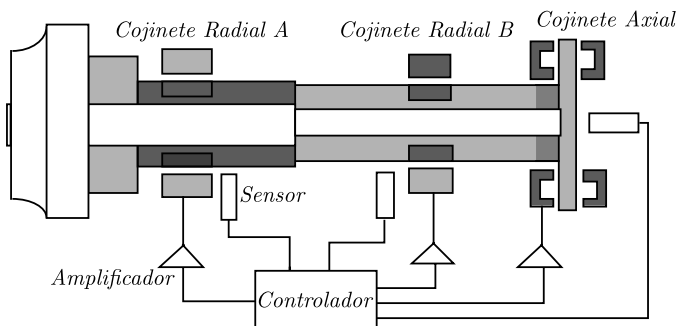 Cojinete Axial
Cojinete Radial A
Cojinete Radial B
Sensor
Amplificador
Controlador